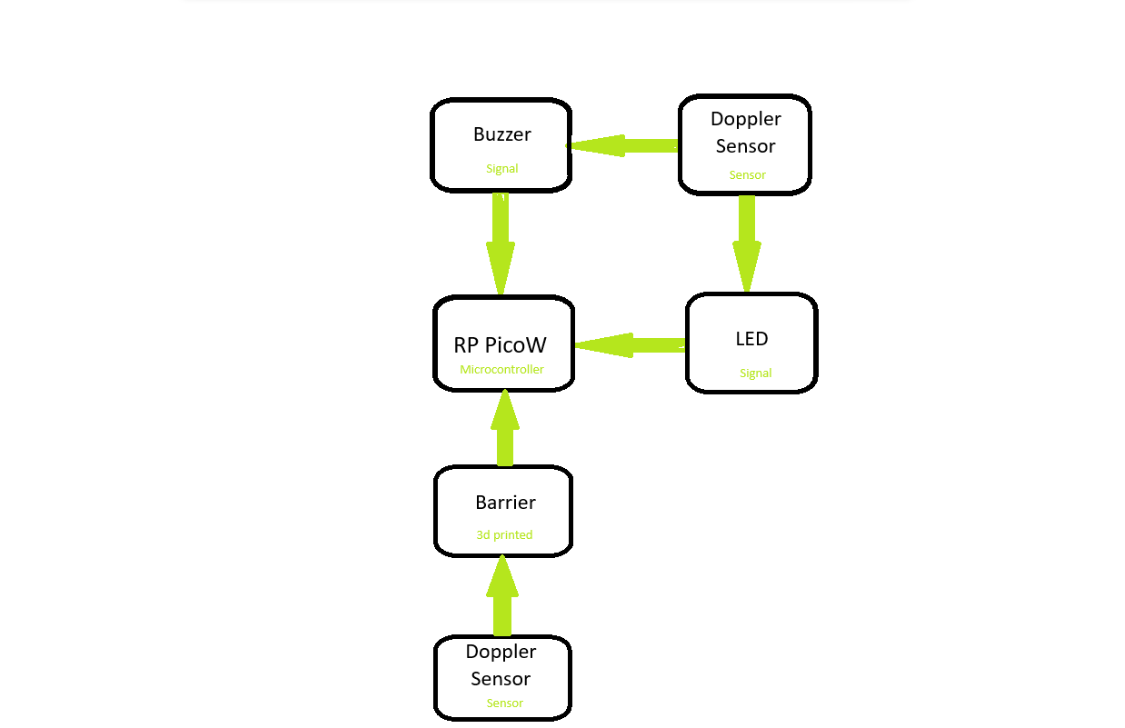 Buzzer
Signal
Doppler
Sensor
Sensor
RP PicoW
Microcontroller
LED
Signal
Barrier
3d printed
Doppler
Sensor
Sensor